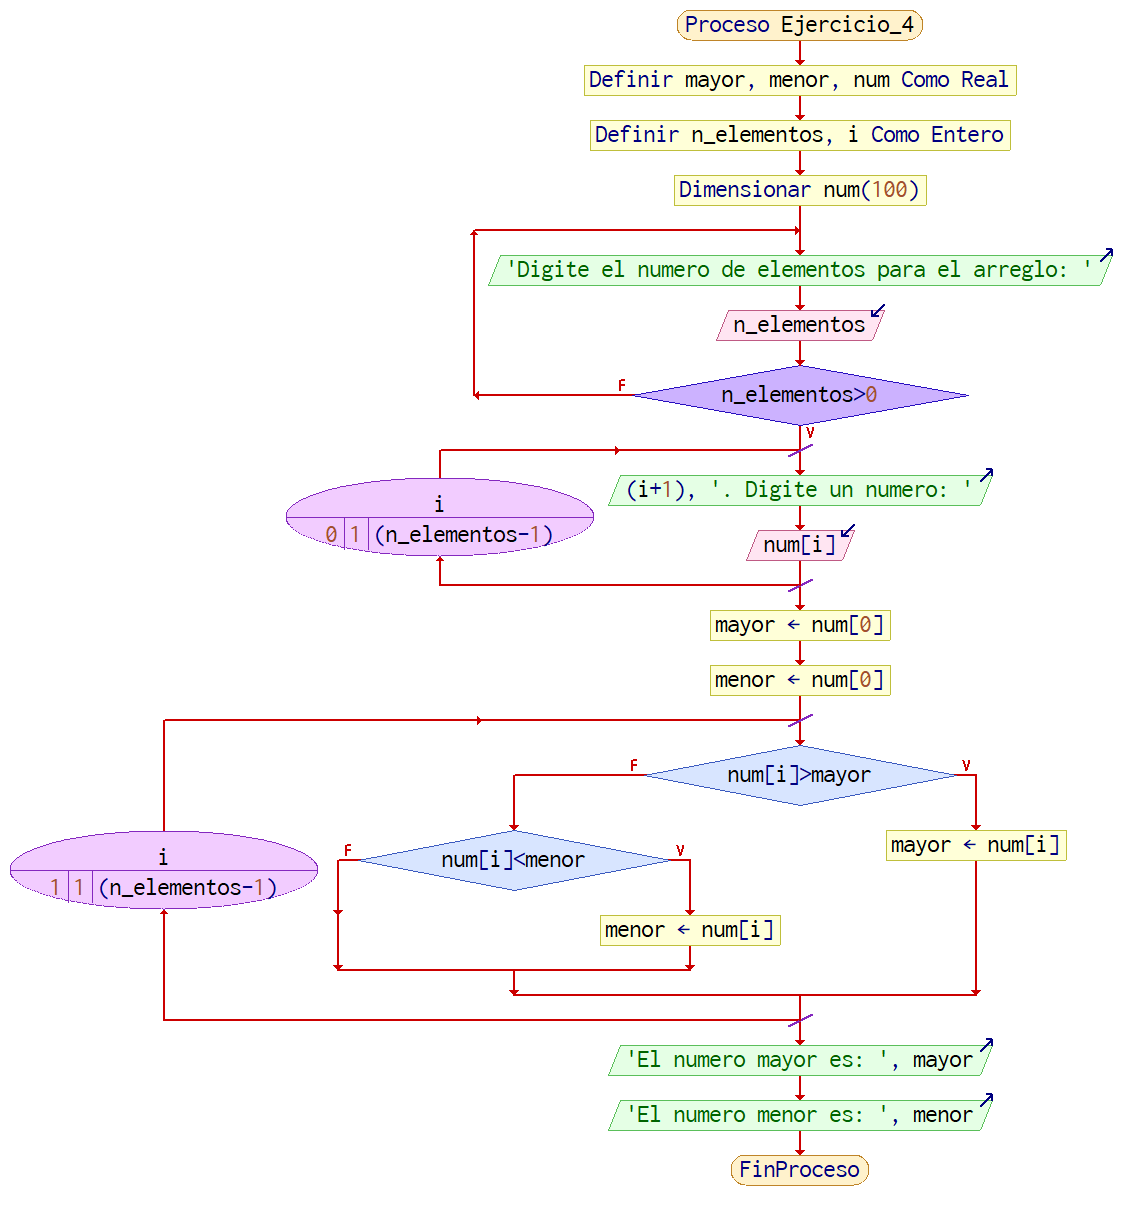 Proceso Ejercicio_4
Definir mayor, menor, num Como Real
Definir n_elementos, i Como Entero
Dimensionar num(100)
'Digite el numero de elementos para el arreglo: '
n_elementos
F
n_elementos>0
V
i
0 1 (n_elementos-1)
(i+1), '. Digite un numero: '
num[i]
mayor ← num[0]
menor ← num[0]
F
num[i]>mayor
V
i
1 1 (n_elementos-1)
F
num[i]<menor
V
mayor ← num[i]
menor ← num[i]
'El numero mayor es: ', mayor
'El numero menor es: ', menor
FinProceso